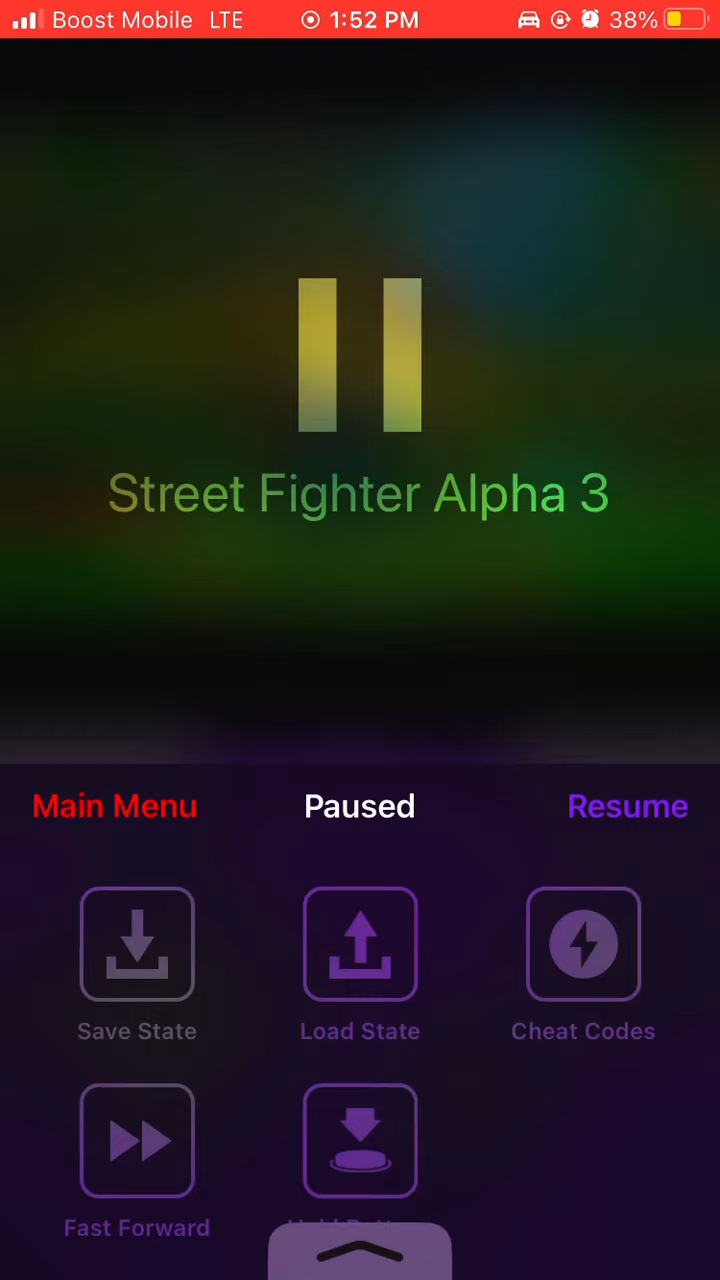 Boost Mobile LTE 1:52 PM 38%
Street Fighter Alpha 3
Main Menu Paused Resume
Save State Load State Cheat Codes
Fast Forward